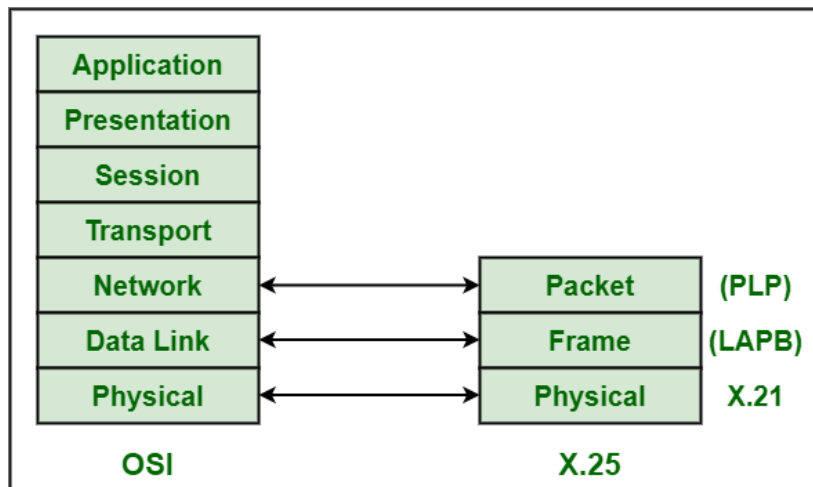 Application
Presentation
Session
Transport
Network
Packet
(PLP)
Data Link
Frame
(LAPB)
Physical
Physical
X.21
OSI
X.25